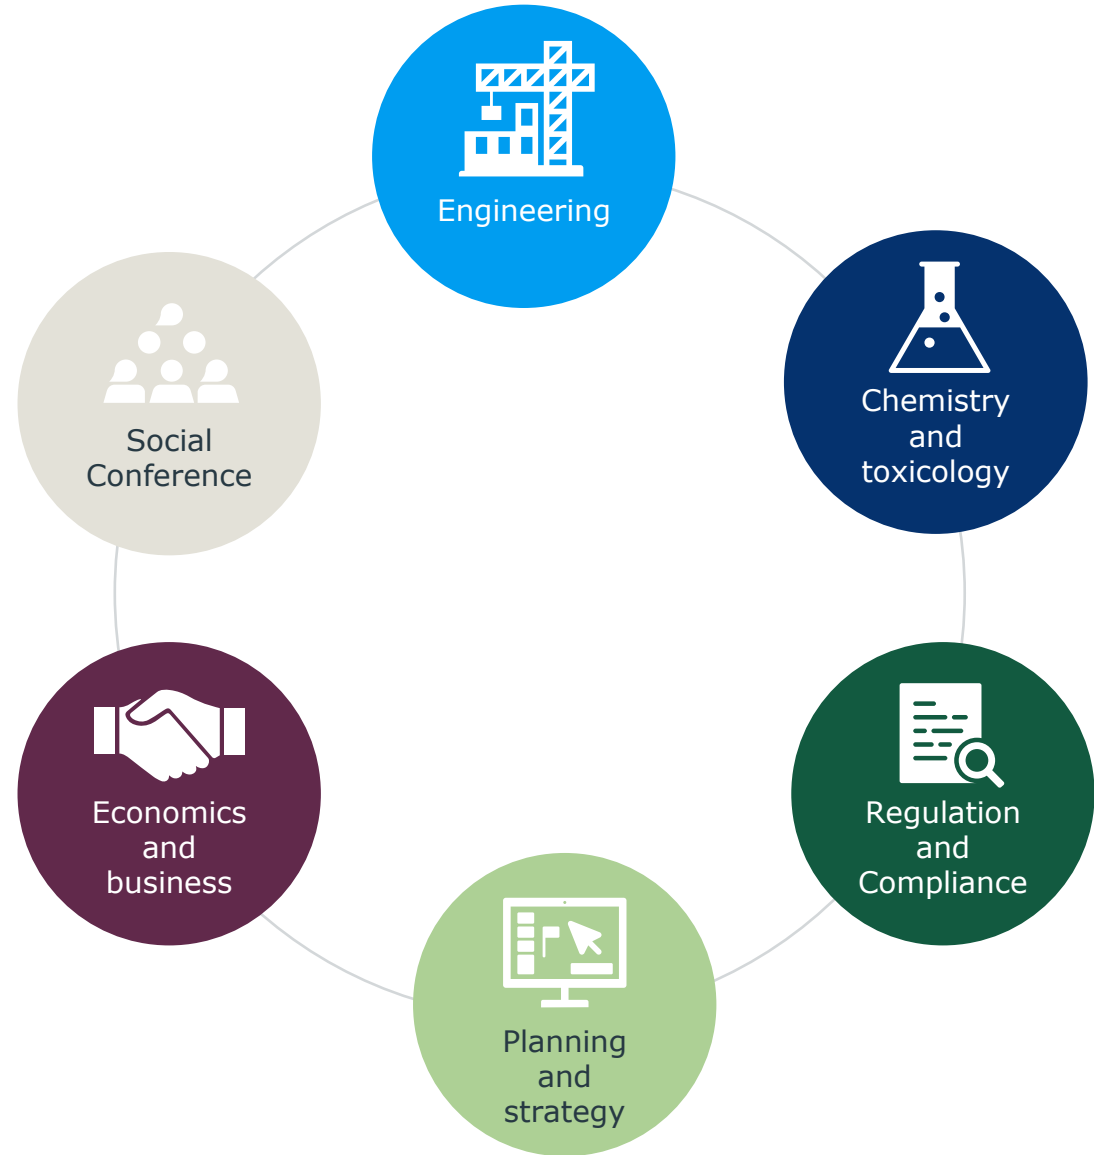 Engineering
Chemistry
and
toxicology
Regulation
and
Compliance
Planning
and
strategy
Economics
and
business
Social
Conference